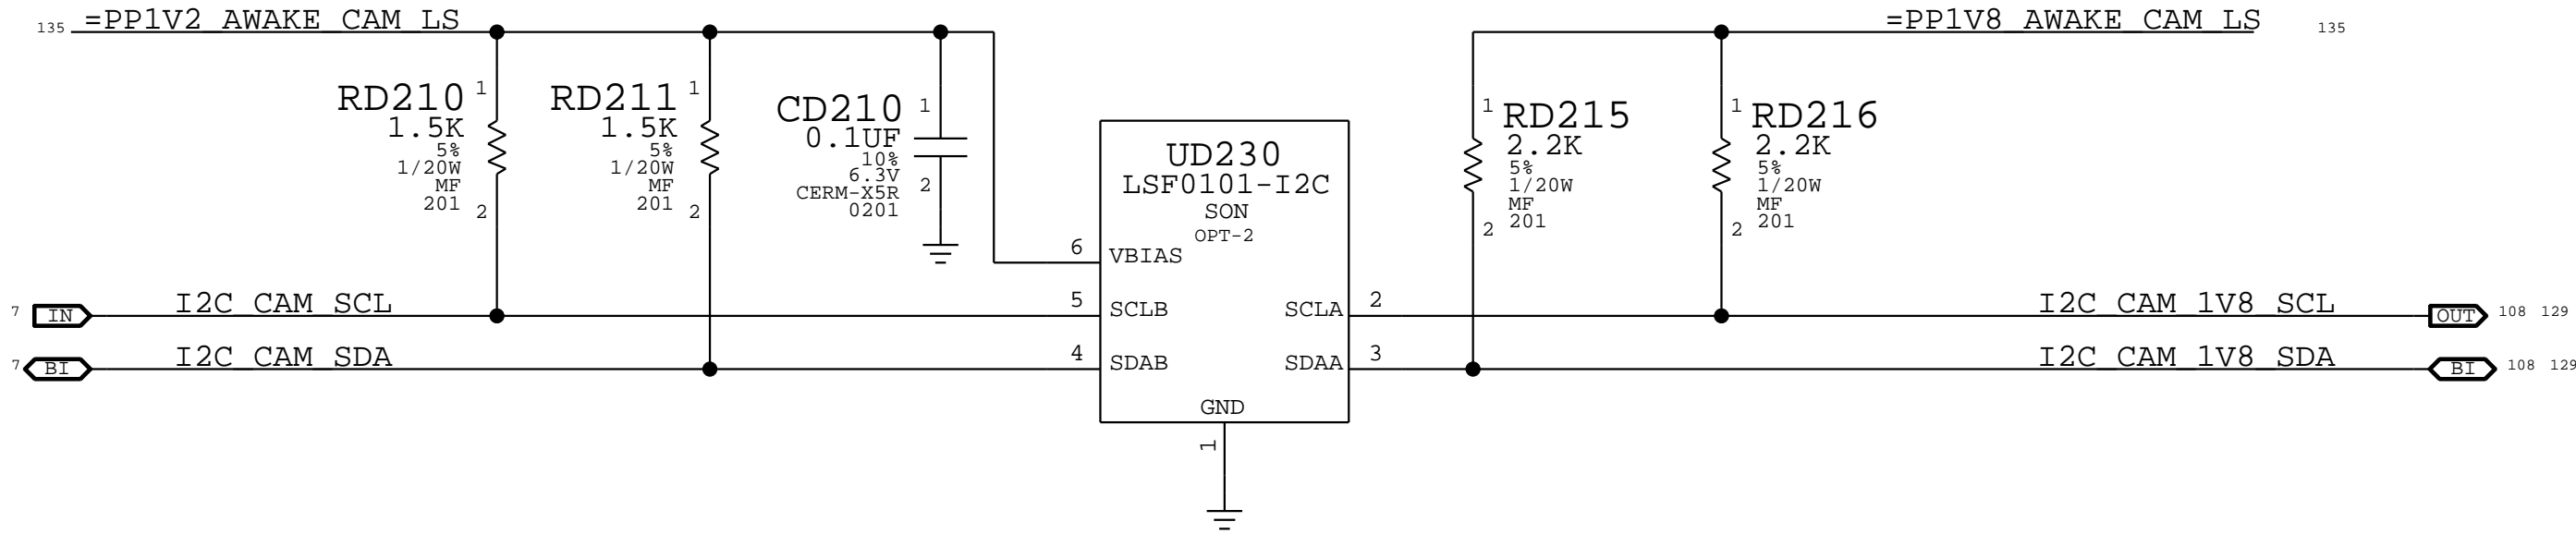 135 =PP1V2_AWAKE_CAM_LS
=PP1V8_AWAKE_CAM_LS 135
RD210 1
1.5K
5%
1/20W
MF
201 2
RD211 1
1.5K
5%
1/20W
MF
201 2
CD210 1
0.1UF
10%
6.3V
CERM-X5R 2
0201
UD230
LSF0101-I2C
SON
OPT-2
6 VBIAS
5 SCLB
SCLA 2
4 SDAB
SDAA 3
GND
1
1 RD215
2.2K
5%
1/20W
MF
201
2
1 RD216
2.2K
5%
1/20W
MF
201
2
7 IN I2C_CAM_SCL
I2C_CAM_1V8_SCL OUT 108 129
7 BI I2C_CAM_SDA
I2C_CAM_1V8_SDA BI 108 129